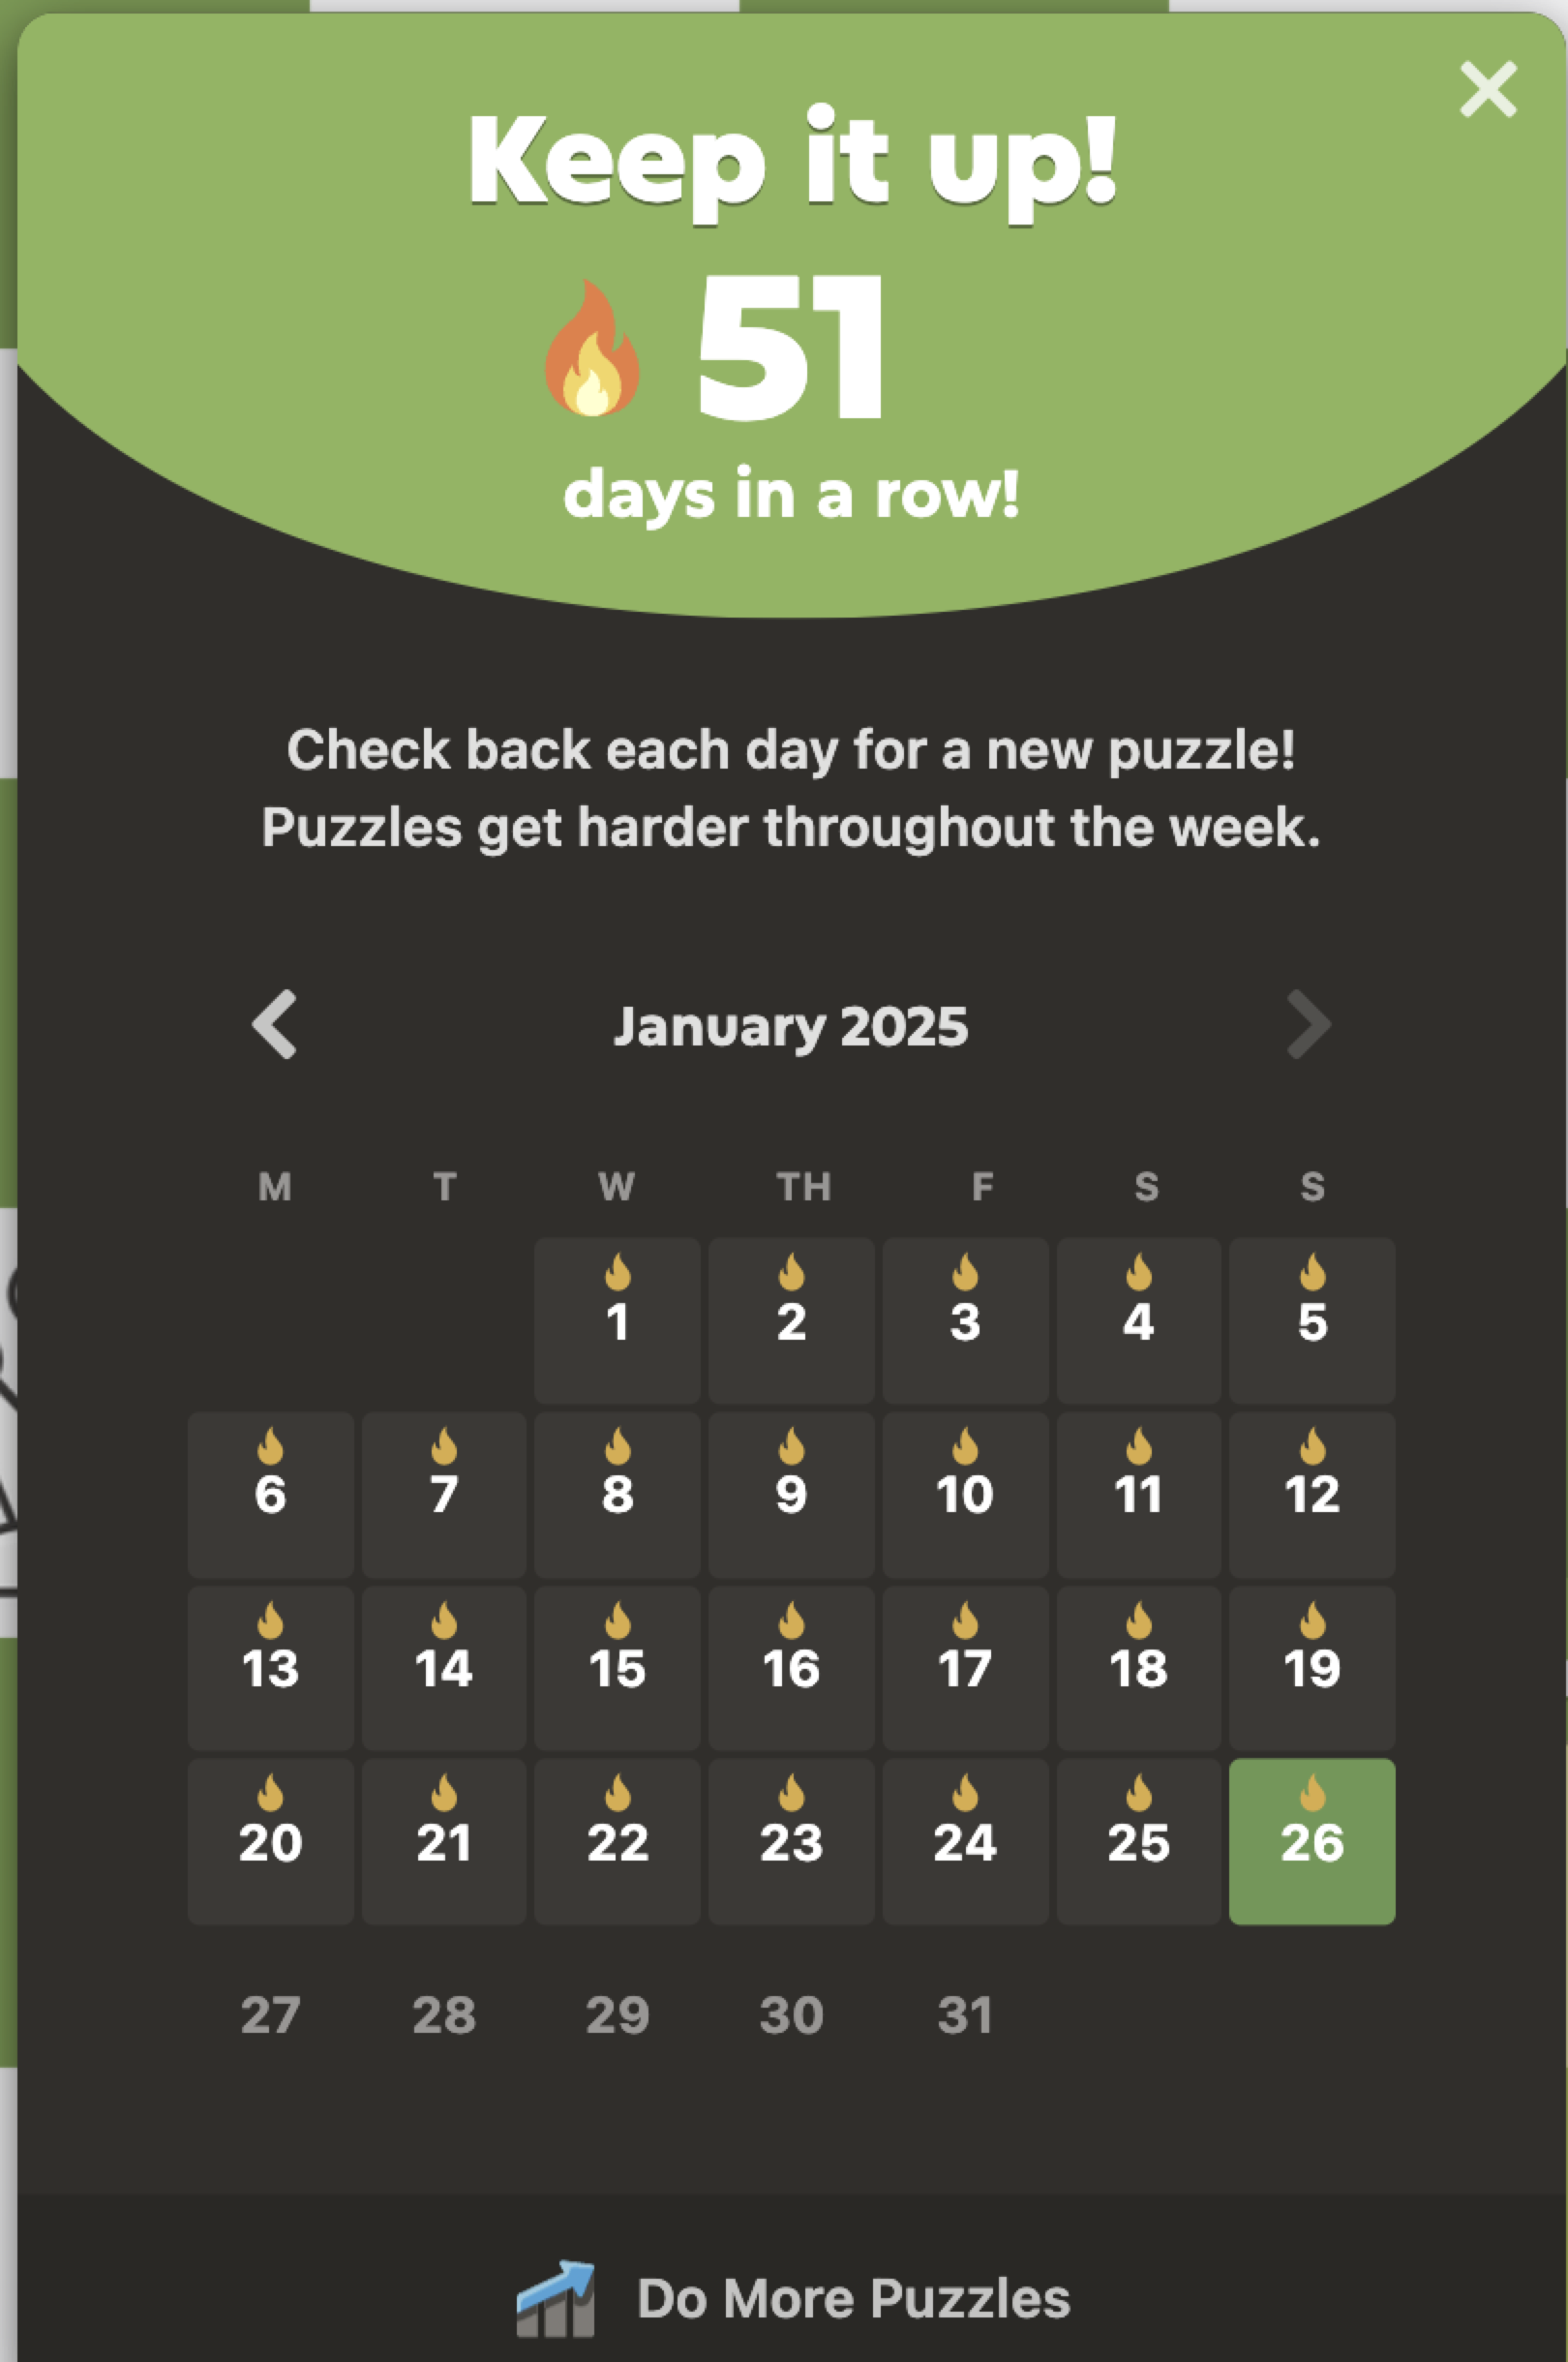 Keep it up!
51
days in a row!
Check back each day for a new puzzle!
Puzzles get harder throughout the week.
January 2025
M T W TH F S S
1 2 3 4 5
6 7 8 9 10 11 12
13 14 15 16 17 18 19
20 21 22 23 24 25 26
27 28 29 30 31
Do More Puzzles